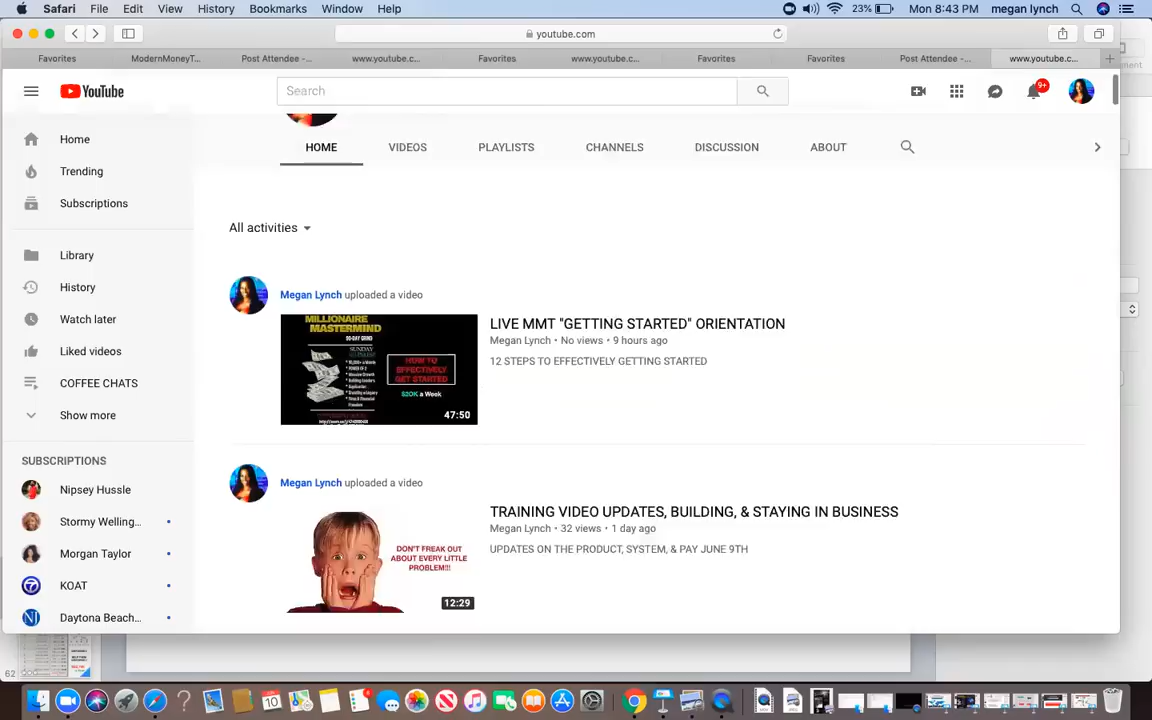 Safari File Edit View History Bookmarks Window Help 23% Mon 8:43 PM megan lynch
youtube.com
Favorites ModernMoneyT... Post Attendee -... www.youtube.c... Favorites www.youtube.c... Favorites Favorites Post Attendee -... www.youtube.c...
YouTube Search 9+
HOME VIDEOS PLAYLISTS CHANNELS DISCUSSION ABOUT
Home
Trending
Subscriptions
Library
History
Watch later
Liked videos
COFFEE CHATS
Show more
SUBSCRIPTIONS
Nipsey Hussle
Stormy Welling...
Morgan Taylor
KOAT
Daytona Beach...
All activities
Megan Lynch uploaded a video
MILLIONAIRE
MASTERMIND
SUNDAY
HOW TO
EFFECTIVELY
GET STARTED
$20K a Week
47:50
LIVE MMT "GETTING STARTED" ORIENTATION
Megan Lynch • No views • 9 hours ago
12 STEPS TO EFFECTIVELY GETTING STARTED
Megan Lynch uploaded a video
DON'T FREAK OUT
ABOUT EVERY LITTLE
PROBLEM!!!
12:29
TRAINING VIDEO UPDATES, BUILDING, & STAYING IN BUSINESS
Megan Lynch • 32 views • 1 day ago
UPDATES ON THE PRODUCT, SYSTEM, & PAY JUNE 9TH
62
10